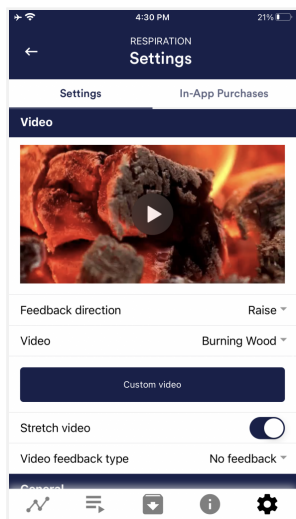 4:30 PM
21%
RESPIRATION
Settings
Settings In-App Purchases
Video
Feedback direction Raise
Video Burning Wood
Custom video
Stretch video
Video feedback type No feedback
General